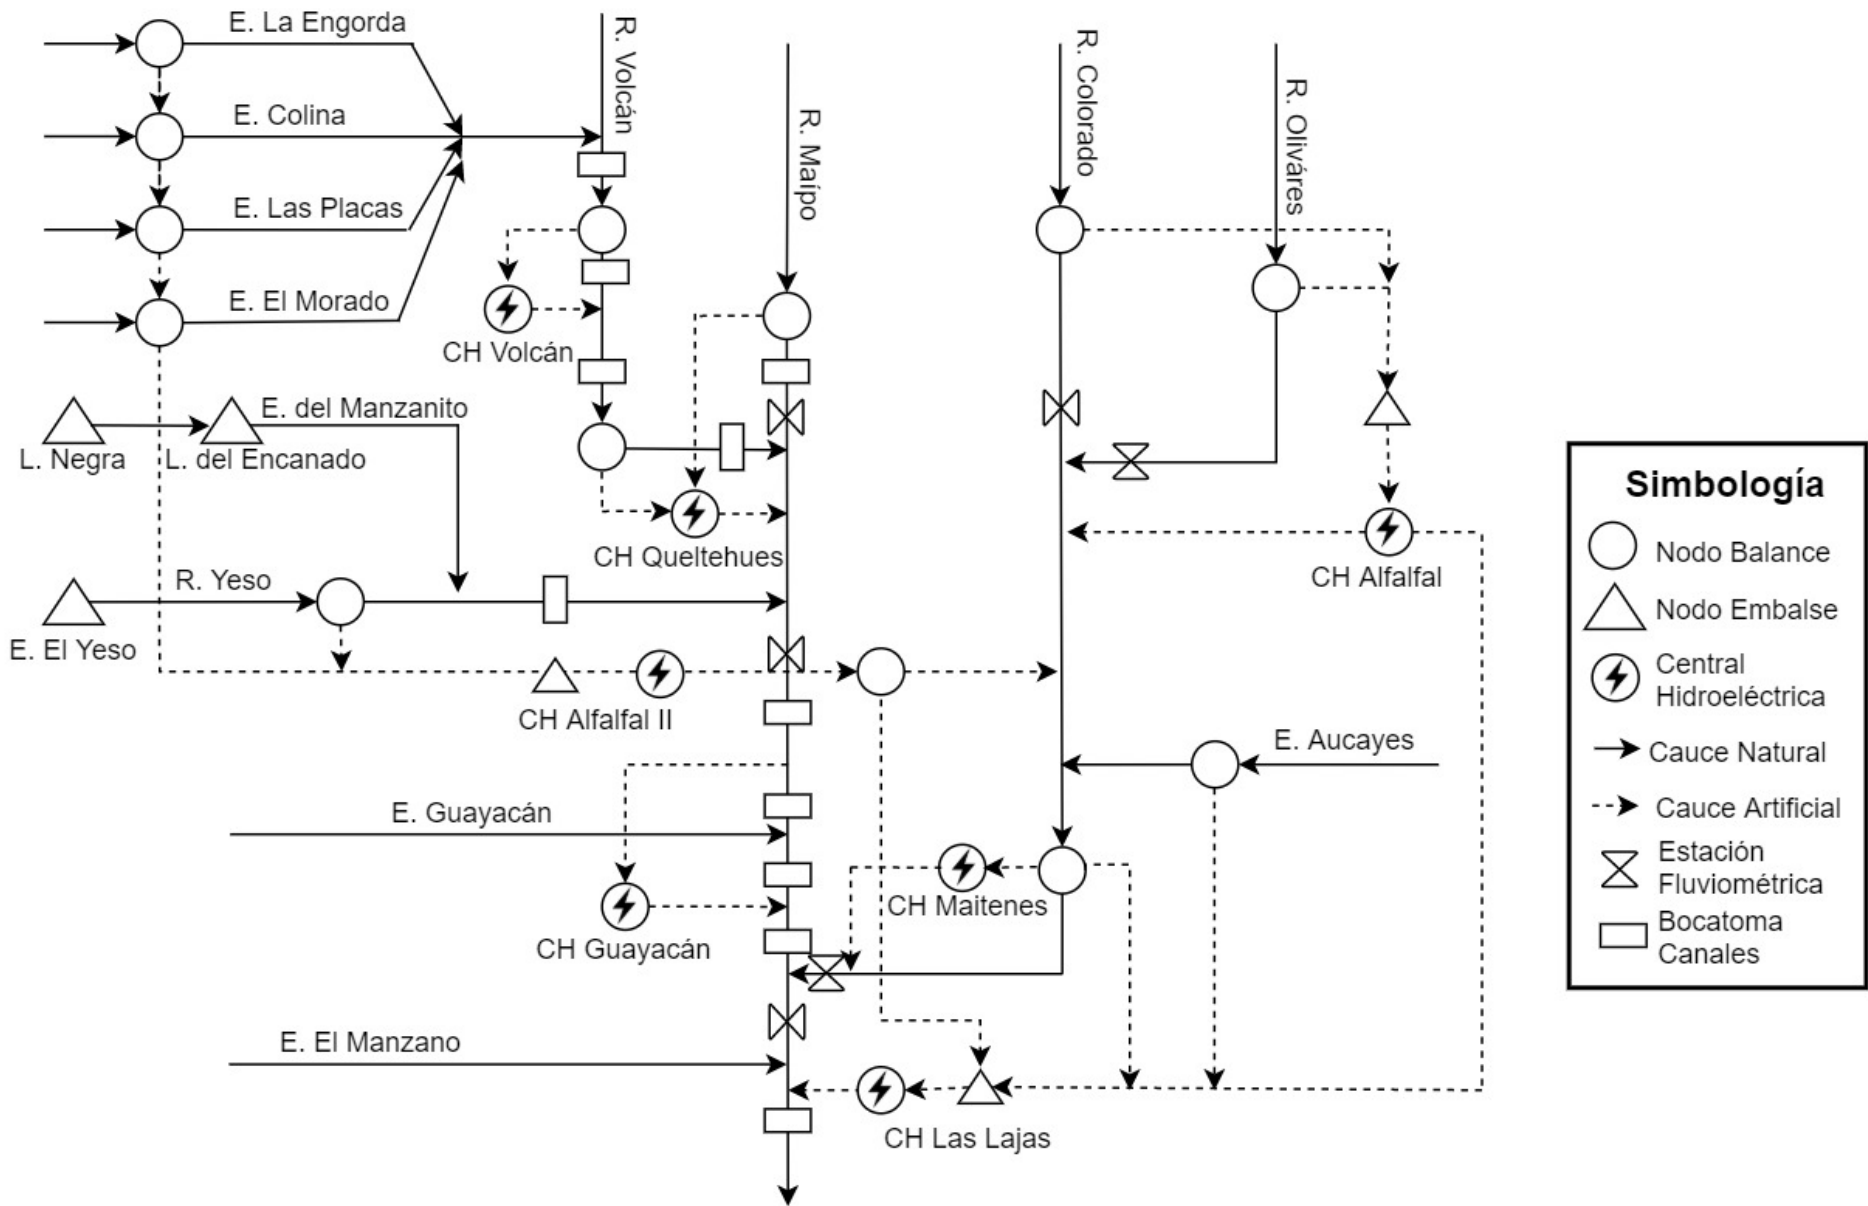 E. La Engorda
R. Volcán
R. Maípo
R. Colorado
R. Oliváres
E. Colina
E. Las Placas
E. El Morado
CH Volcán
E. del Manzanito
L. Negra
L. del Encanado
CH Queltehues
R. Yeso
E. El Yeso
CH Alfalfal
CH Alfalfal II
E. Aucayes
E. Guayacán
CH Maitenes
CH Guayacán
E. El Manzano
CH Las Lajas
Simbología
Nodo Balance
Nodo Embalse
Central
Hidroeléctrica
Cauce Natural
Cauce Artificial
Estación
Fluviométrica
Bocatoma
Canales